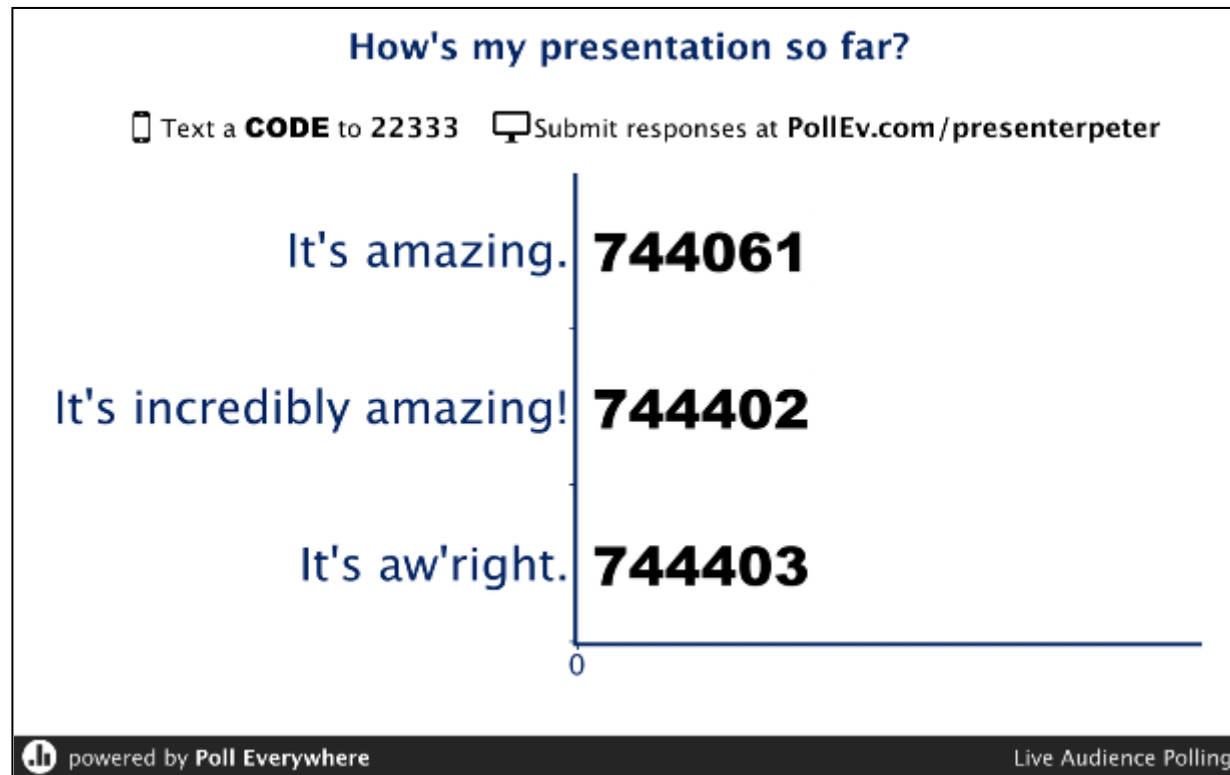 How's my presentation so far?
Text a CODE to 22333 Submit responses at PollEv.com/presenterpeter
It's amazing. 744061
It's incredibly amazing! 744402
It's aw'right. 744403
0
powered by Poll Everywhere Live Audience Polling